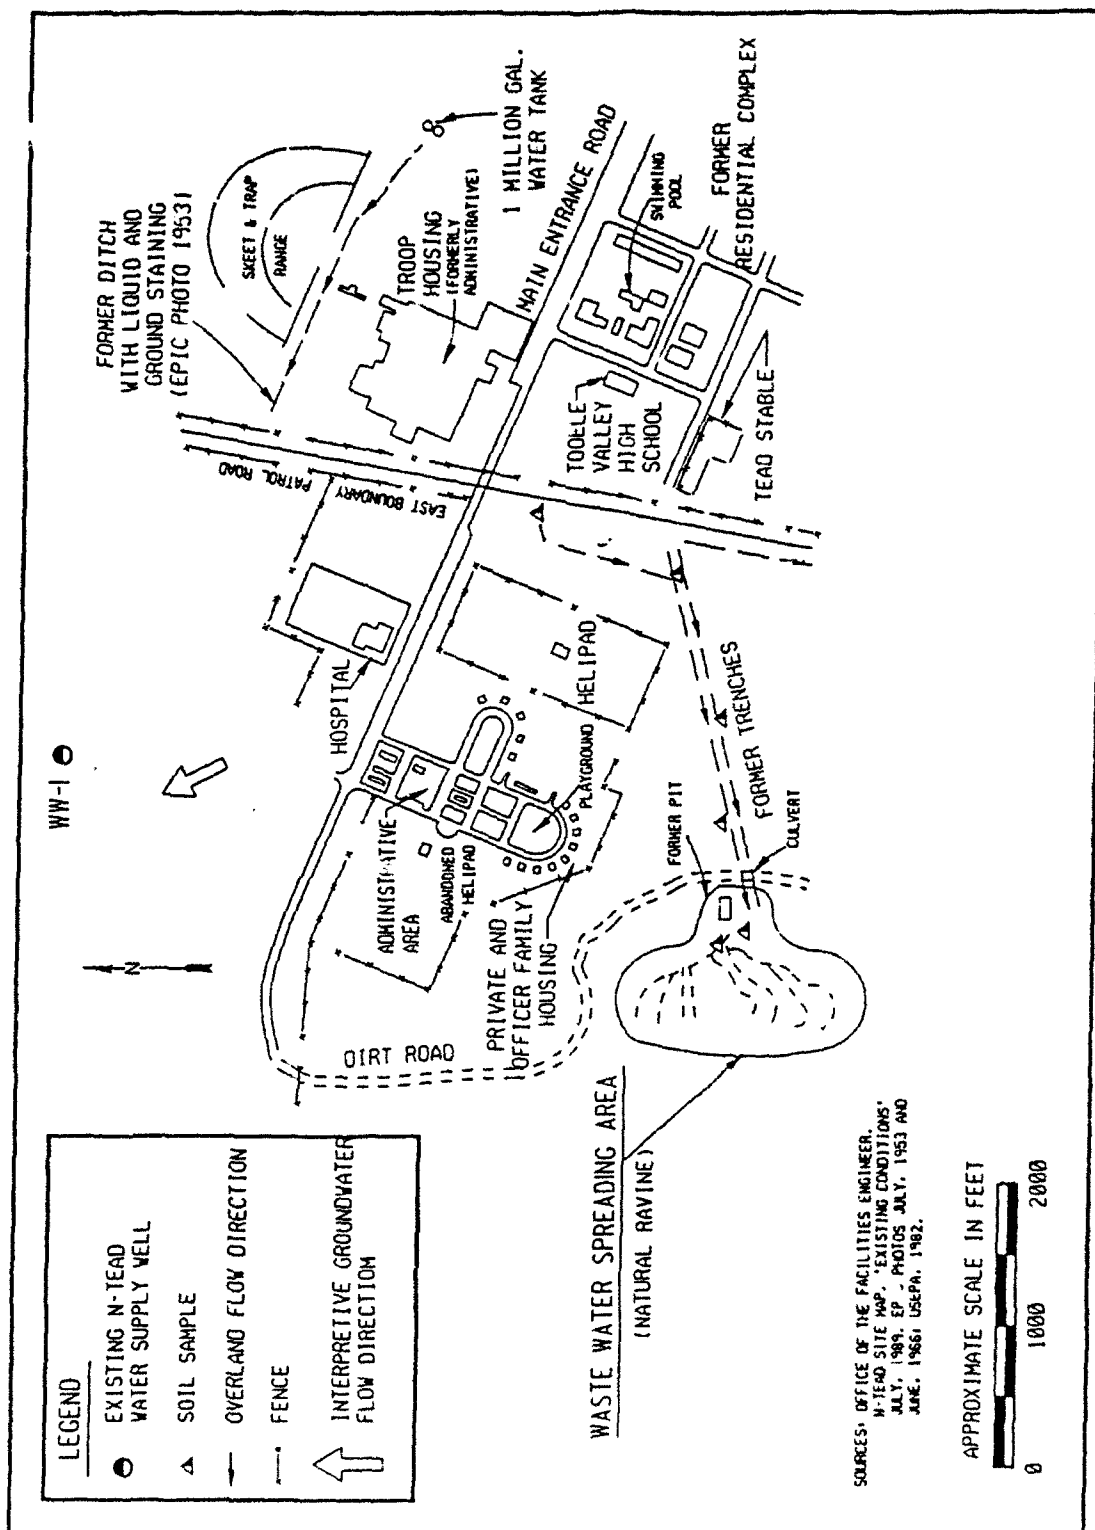 FORMER DITCH
WITH LIQUID AND
GROUND STAINING
(EPIC PHOTO 1953)
SKEET & TRAP
RANGE
1 MILLION GAL.
WATER TANK
TROOP
HOUSING
(FORMERLY
ADMINISTRATIVE)
MAIN ENTRANCE ROAD
SWIMMING
POOL
FORMER
RESIDENTIAL COMPLEX
TOOELE
VALLEY
HIGH
SCHOOL
TEAD STABLE
PATROL ROAD
EAST BOUNDARY
HOSPITAL
WW-1
N
HELIPAD
PLAYGROUND
ADMINISTRATIVE
AREA
ABANDONED
HELIPAD
PRIVATE AND
OFFICER FAMILY
HOUSING
FORMER TRENCHES
FORMER PIT
CULVERT
DIRT ROAD
WASTE WATER SPREADING AREA
(NATURAL RAVINE)
LEGEND
EXISTING N-TEAD
WATER SUPPLY WELL
SOIL SAMPLE
OVERLAND FLOW DIRECTION
FENCE
INTERPRETIVE GROUNDWATER
FLOW DIRECTION
SOURCES: OFFICE OF THE FACILITIES ENGINEER.
N-TEAD SITE MAP, 'EXISTING CONDITIONS'
JULY, 1989. PHOTOS JULY, 1953 AND
JUNE, 1966; USEPA, 1982.
APPROXIMATE SCALE IN FEET
0 1000 2000